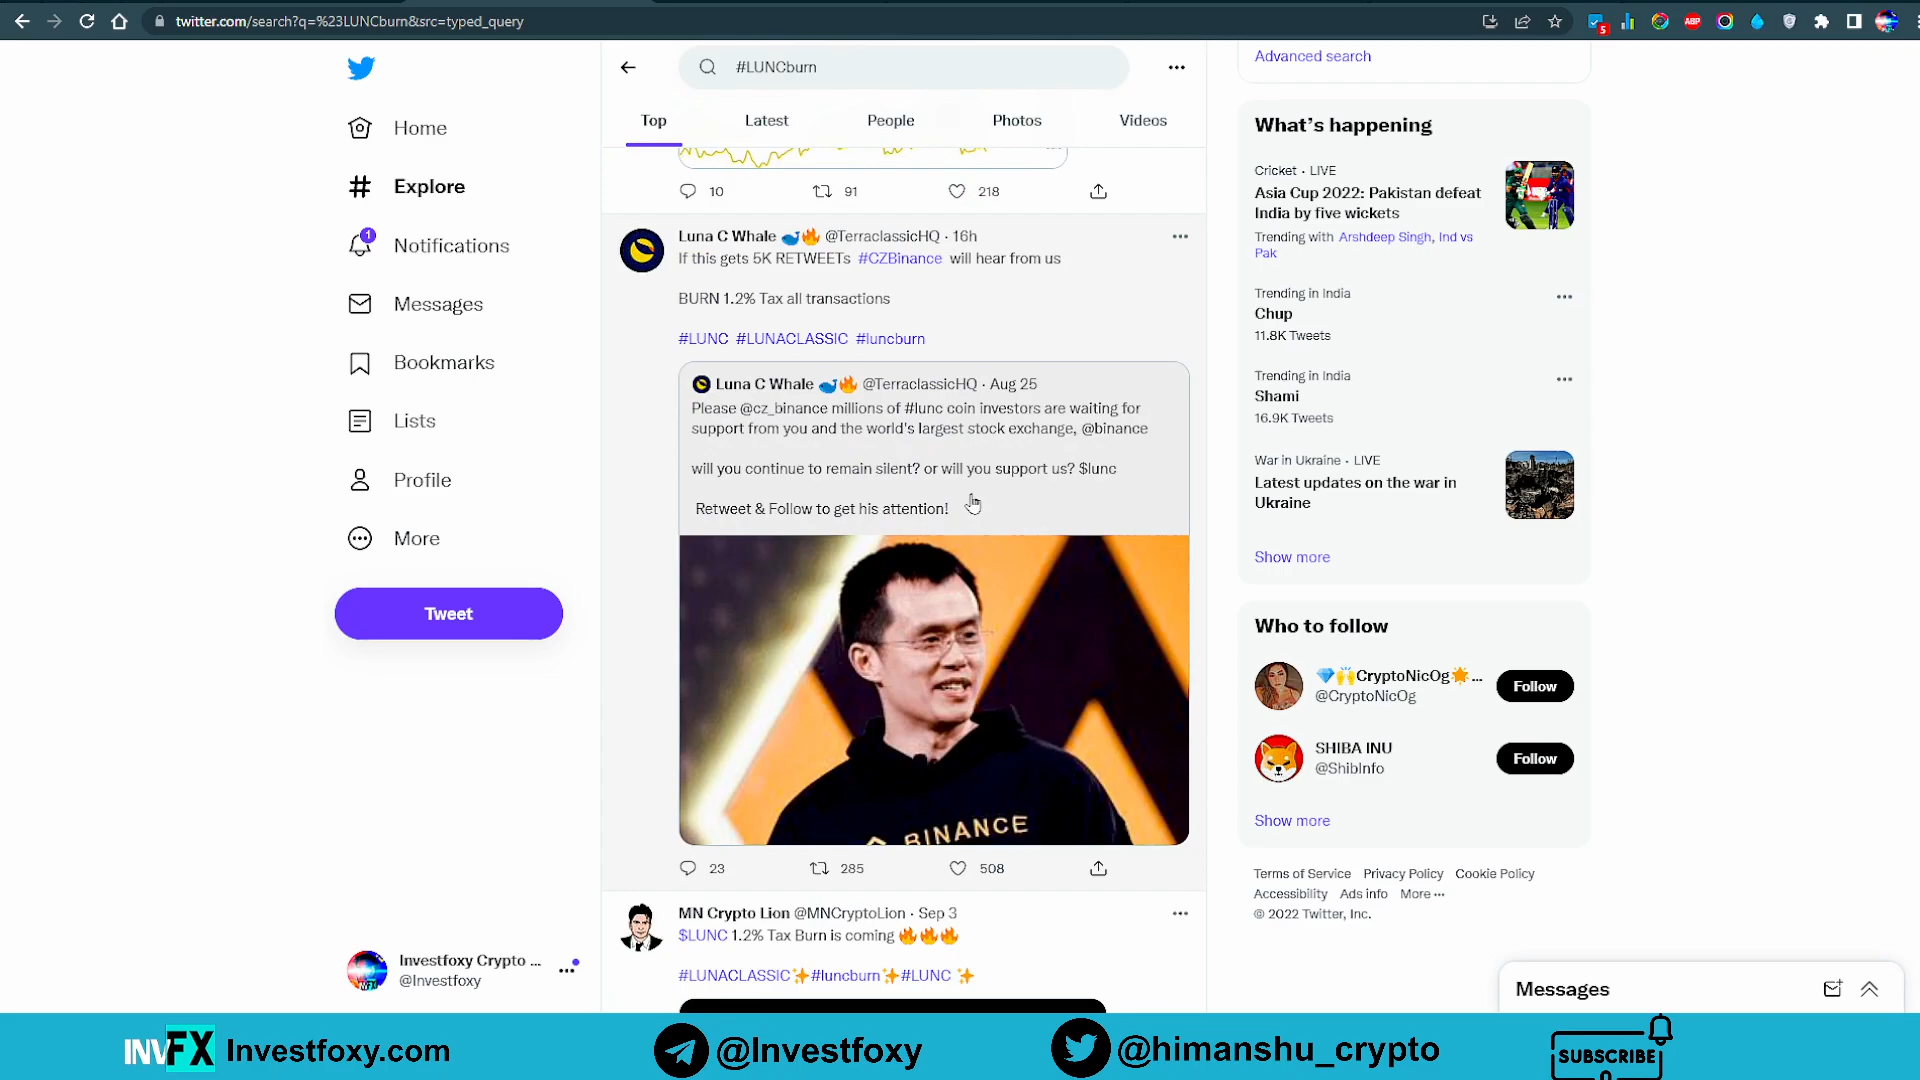 twitter.com/search?q=%23LUNCburn&src=typed_query
5
ABP
#LUNCburn
Top
Latest
People
Photos
Videos
Home
Explore
1
Notifications
Messages
Bookmarks
Lists
Profile
More
Tweet
Investfoxy Crypto ...
@Investfoxy
10
91
218
Luna C Whale 🐳🔥 @TerraclassicHQ · 16h
If this gets 5K RETWEETs #CZBinance will hear from us
BURN 1.2% Tax all transactions
#LUNC #LUNACLASSIC #luncburn
Luna C Whale 🐳🔥 @TerraclassicHQ · Aug 25
Please @cz_binance millions of #lunc coin investors are waiting for
support from you and the world's largest stock exchange, @binance
will you continue to remain silent? or will you support us? $lunc
Retweet & Follow to get his attention!
BINANCE
23
285
508
MN Crypto Lion @MNCryptoLion · Sep 3
$LUNC 1.2% Tax Burn is coming 🔥🔥🔥
#LUNACLASSIC✨#luncburn✨#LUNC ✨
Advanced search
What's happening
Cricket · LIVE
Asia Cup 2022: Pakistan defeat
India by five wickets
Trending with Arshdeep Singh, Ind vs
Pak
Trending in India
Chup
11.8K Tweets
Trending in India
Shami
16.9K Tweets
War in Ukraine · LIVE
Latest updates on the war in
Ukraine
Show more
Who to follow
💎🙌CryptoNicOg🌟...
@CryptoNicOg
Follow
SHIBA INU
@ShibInfo
Follow
Show more
Terms of Service Privacy Policy Cookie Policy
Accessibility Ads info More ···
© 2022 Twitter, Inc.
Messages
INVFX Investfoxy.com
@Investfoxy
@himanshu_crypto
SUBSCRIBE